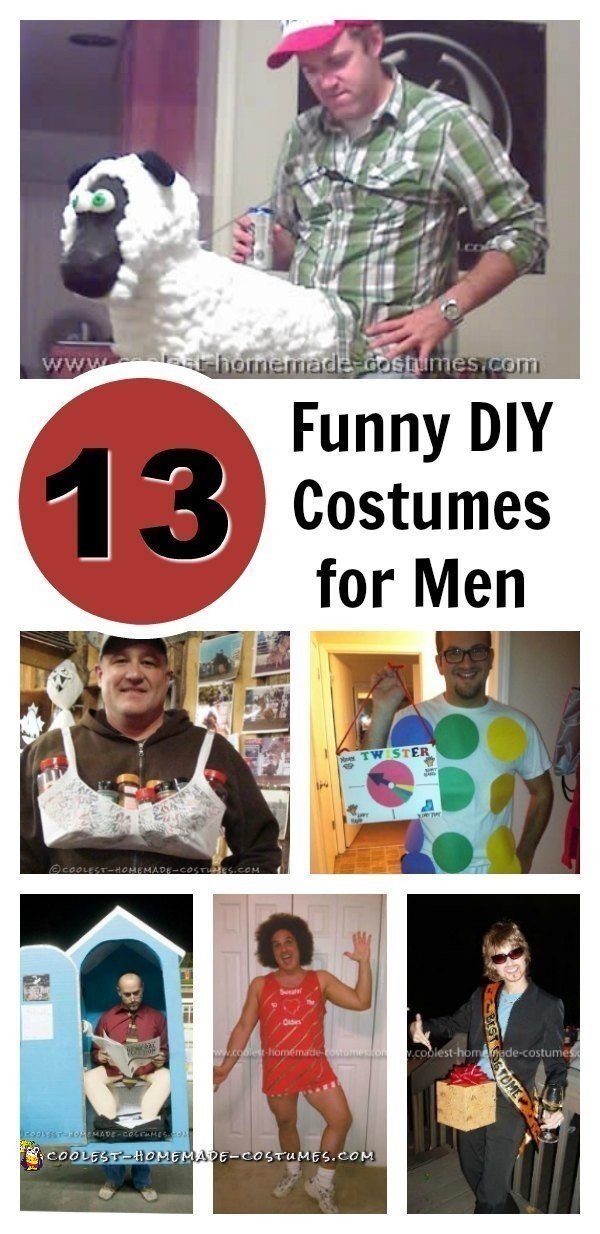 www.coolest-homemade-costumes.com
13
Funny DIY
Costumes
for Men
©COOLEST-HOMEMADE-COSTUMES.COM
TWISTER
www.coolest-homemade-costumes.com
Sweatin'
to The
Oldies
www.coolest-homemade-costumes.com
BEST COSTUME
COOLEST-HOMEMADE-COSTUMES.COM